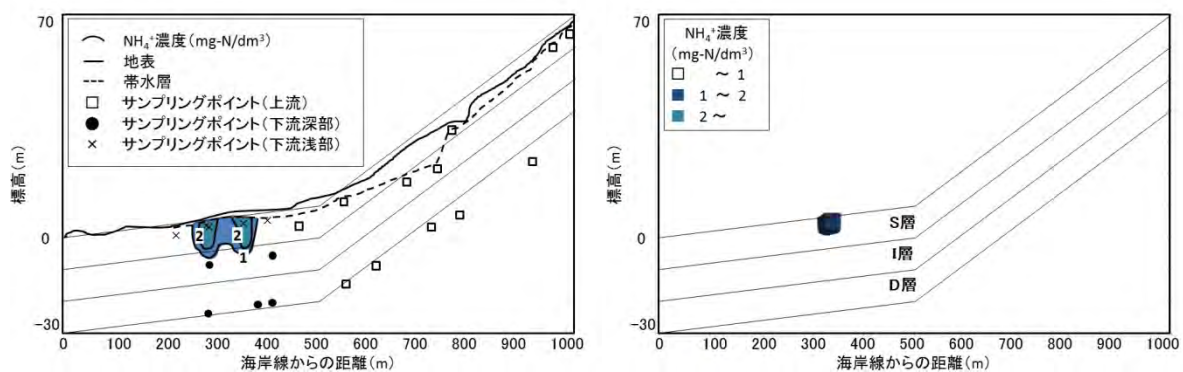 70
0
−30
標高(m)
NH₄⁺濃度(mg-N/dm³)
地表
帯水層
サンプリングポイント(上流)
サンプリングポイント(下流深部)
サンプリングポイント(下流浅部)
2
2
1
0 100 200 300 400 500 600 700 800 900 1000
海岸線からの距離(m)
70
0
−30
標高(m)
NH₄⁺濃度
(mg-N/dm³)
～ 1
1 ～ 2
2 ～
S層
I層
D層
0 100 200 300 400 500 600 700 800 900 1000
海岸線からの距離(m)